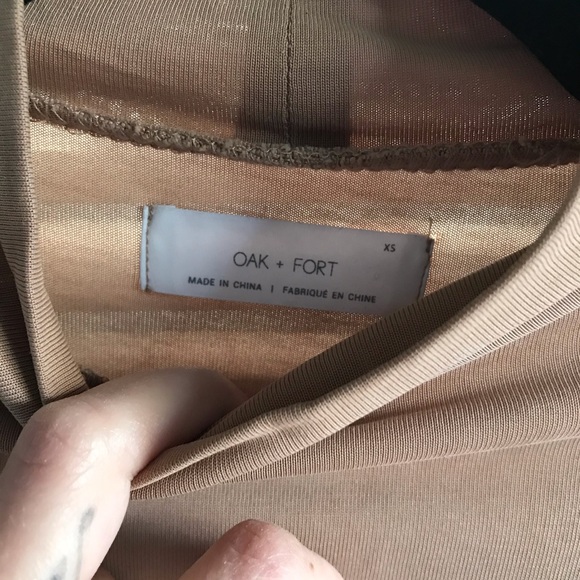 XS
OAK + FORT
MADE IN CHINA | FABRIQUÉ EN CHINE